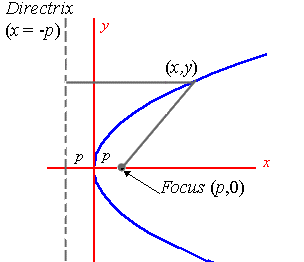 Directrix
(x = -p)
y
(x,y)
p
p
x
Focus (p,0)